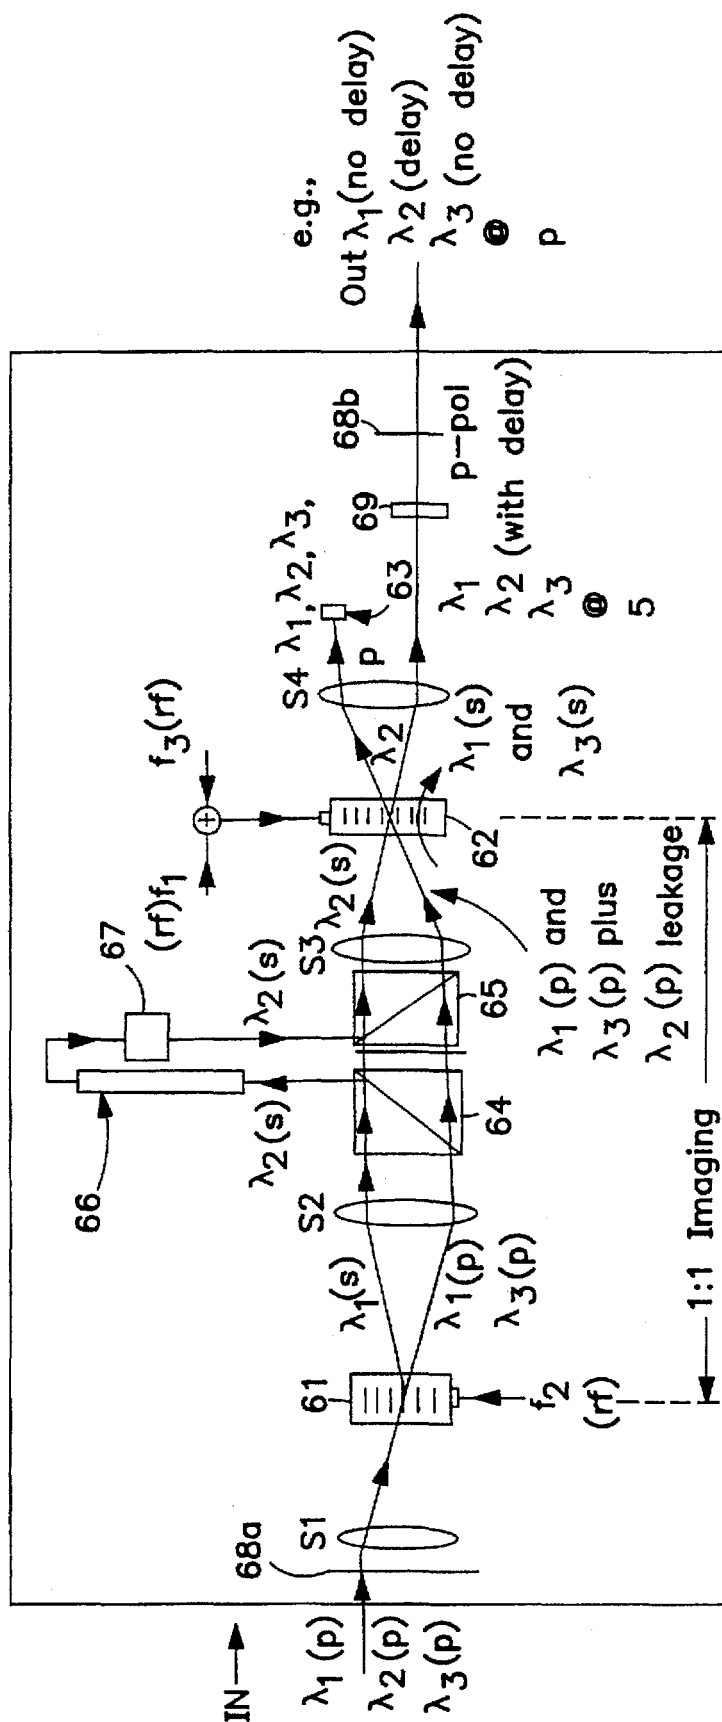 IN
λ1(p)
λ2(p)
λ3(p)
68a
S1
61
f2
(rf)
λ1(s)
λ1(p)
λ3(p)
S2
66
λ2(s)
64
67
λ2(s)
65
S3
λ2(s)
λ1(p) and
λ3(p) plus
λ2(p) leakage
1:1 Imaging
(rf)f1
+
f3(rf)
62
λ2
λ1(s)
and
λ3(s)
S4
p
λ1, λ2, λ3,
63
λ1
λ2 (with delay)
λ3
@
5
69
68b
p-pol
e.g.,
Out λ1(no delay)
λ2 (delay)
λ3 (no delay)
@
p